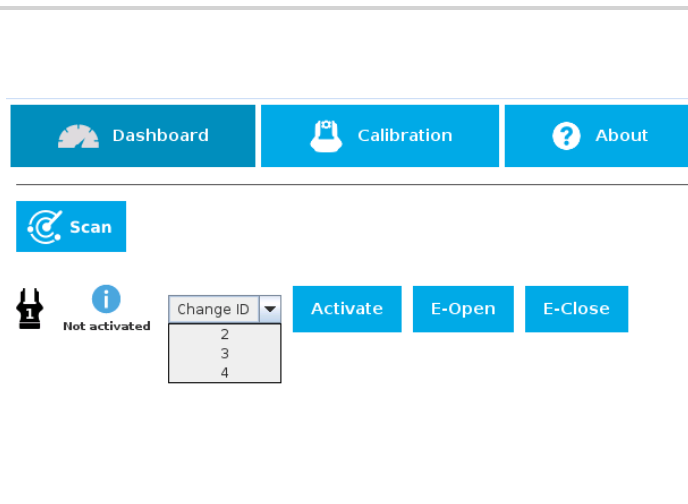 Dashboard
Calibration
? About
Scan
1
i
Not activated
Change ID
Activate
E-Open
E-Close
2
3
4